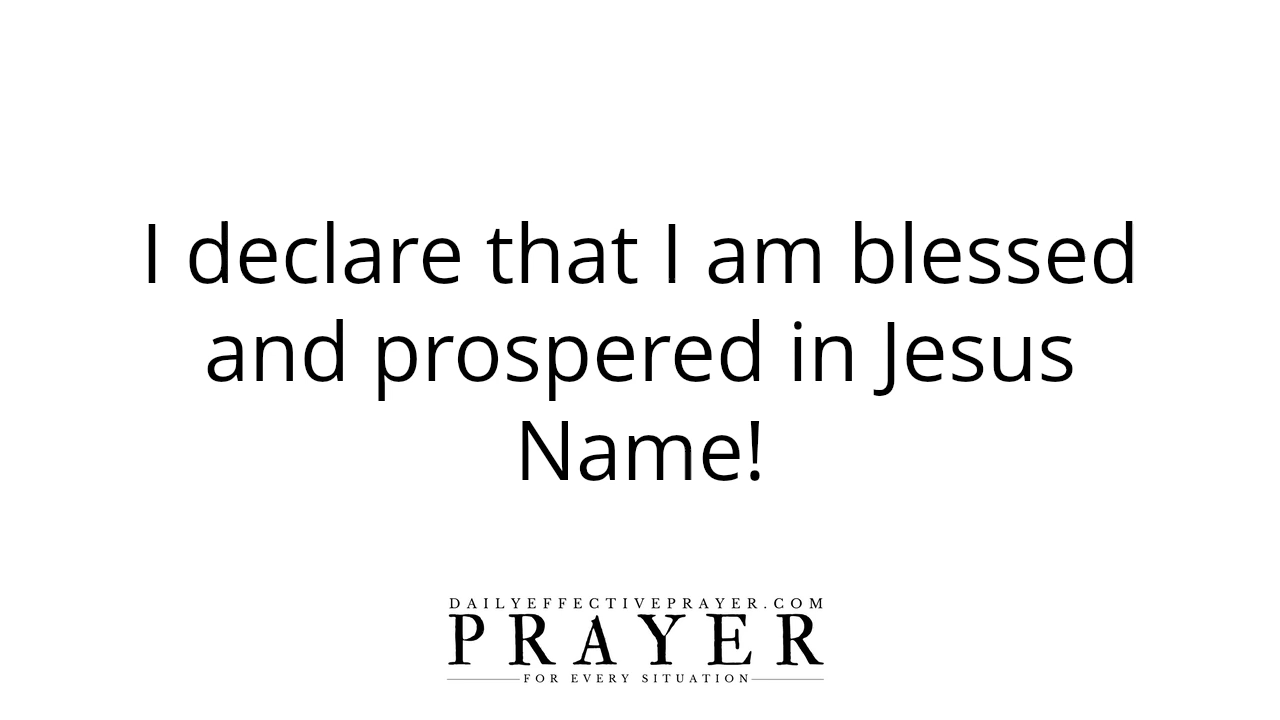 I declare that I am blessed
and prospered in Jesus
Name!
DAILYEFFECTIVEPRAYER.COM
PRAYER
FOR EVERY SITUATION